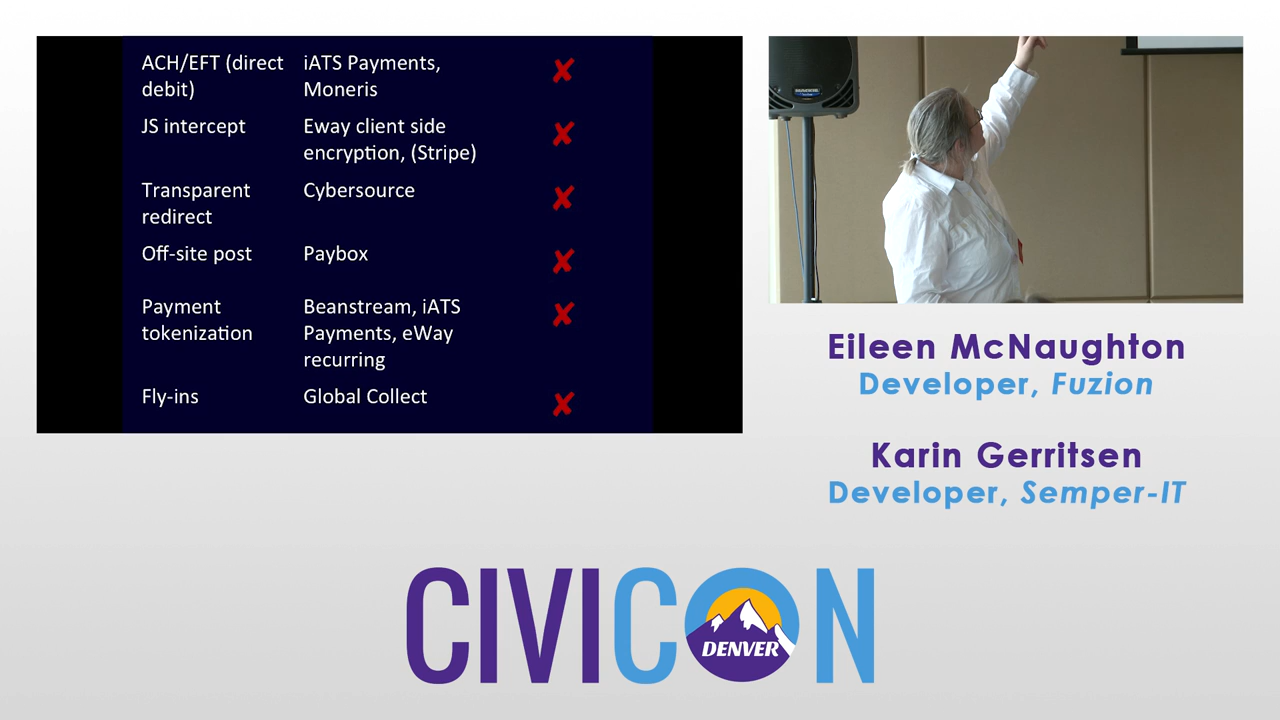 ACH/EFT (direct debit)
iATS Payments, Moneris
✘
JS intercept
Eway client side encryption, (Stripe)
✘
Transparent redirect
Cybersource
✘
Off-site post
Paybox
✘
Payment tokenization
Beanstream, iATS Payments, eWay recurring
✘
Fly-ins
Global Collect
✘
Eileen McNaughton
Developer, Fuzion
Karin Gerritsen
Developer, Semper-IT
CIVICON
DENVER